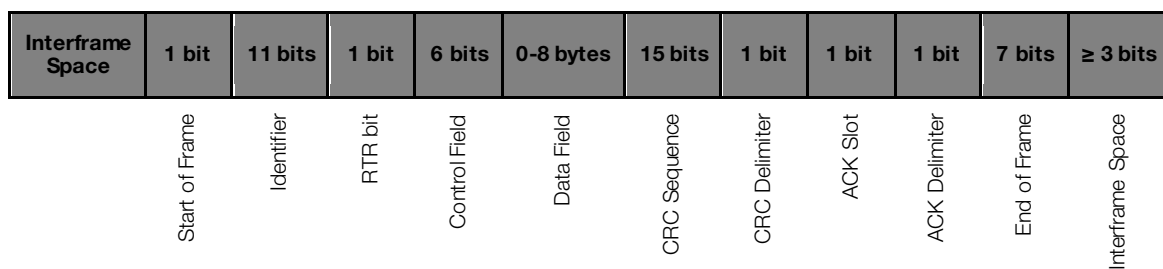 Interframe
Space
1 bit
11 bits
1 bit
6 bits
0-8 bytes
15 bits
1 bit
1 bit
1 bit
7 bits
≥ 3 bits
Start of Frame
Identifier
RTR bit
Control Field
Data Field
CRC Sequence
CRC Delimiter
ACK Slot
ACK Delimiter
End of Frame
Interframe Space